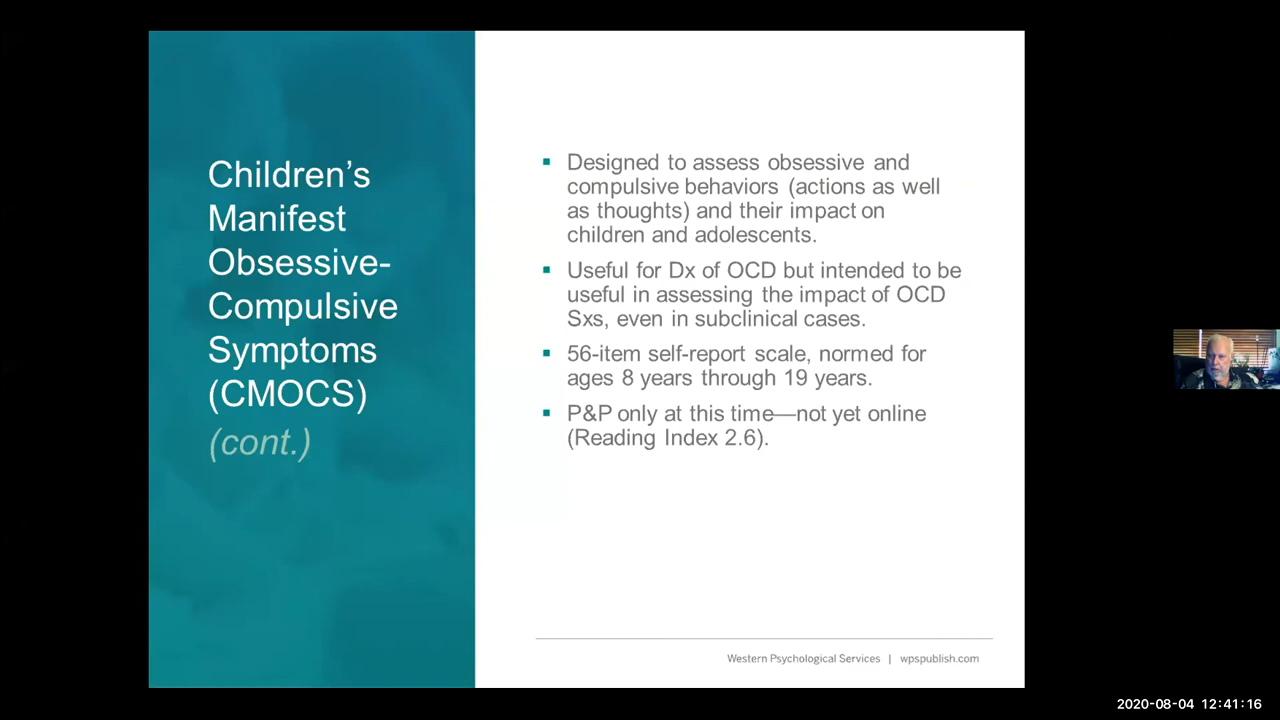 Children's
Manifest
Obsessive-
Compulsive
Symptoms
(CMOCS)
(cont.)
▪ Designed to assess obsessive and
compulsive behaviors (actions as well
as thoughts) and their impact on
children and adolescents.
▪ Useful for Dx of OCD but intended to be
useful in assessing the impact of OCD
Sxs, even in subclinical cases.
▪ 56-item self-report scale, normed for
ages 8 years through 19 years.
▪ P&P only at this time—not yet online
(Reading Index 2.6).
Western Psychological Services | wpspublish.com
2020-08-04 12:41:16